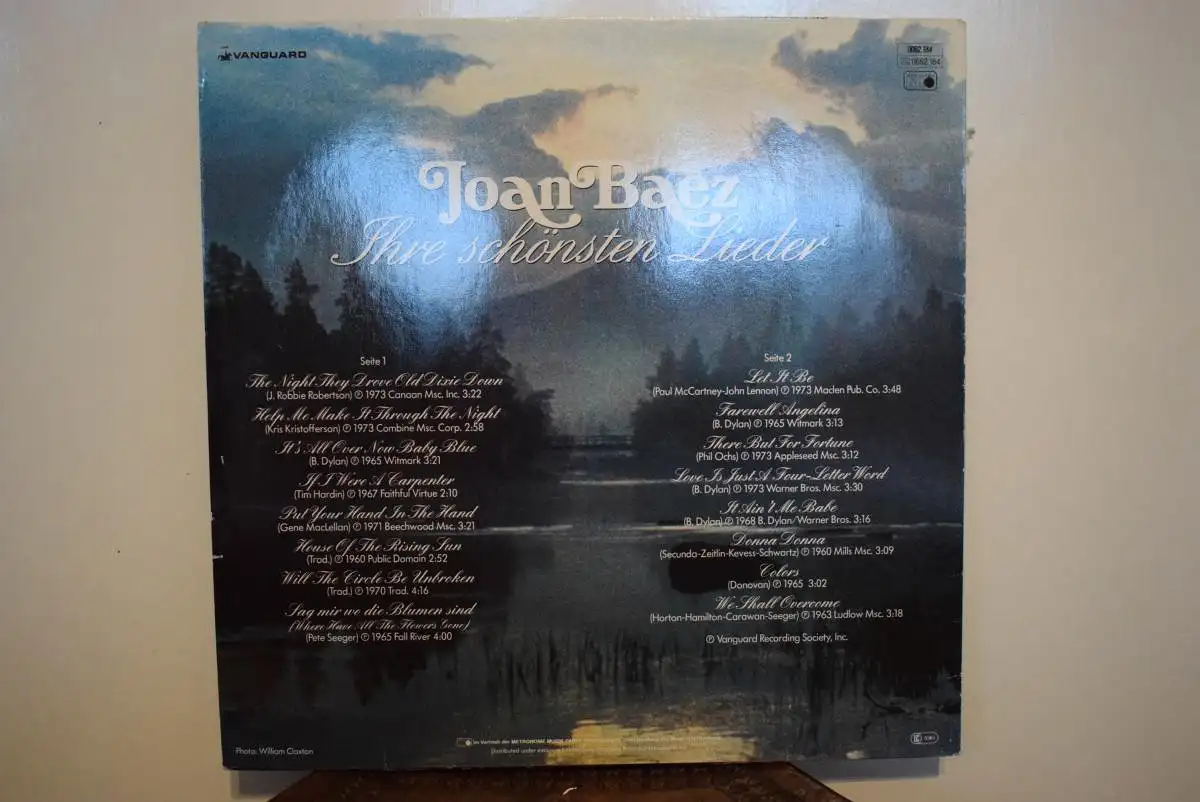 VANGUARD
0062.184
0062.184
Joan Baez
Ihre schönsten Lieder
Seite 1
The Night They Drove Old Dixie Down
(J. Robbie Robertson) ℗ 1973 Canaan Msc. Inc. 3:22
Help Me Make It Through The Night
(Kris Kristofferson) ℗ 1973 Combine Msc. Corp. 2:58
It's All Over Now Baby Blue
(B. Dylan) ℗ 1965 Witmark 3:21
If I Were A Carpenter
(Tim Hardin) ℗ 1967 Faithful Virtue 2:10
Put Your Hand In The Hand
(Gene MacLellan) ℗ 1971 Beechwood Msc. 3:21
House Of The Rising Sun
(Trad.) ℗ 1960 Public Domain 2:52
Will The Circle Be Unbroken
(Trad.) ℗ 1970 Trad. 4:16
Sag mir wo die Blumen sind
(Where Have All The Flowers Gone)
(Pete Seeger) ℗ 1965 Fall River 4:00
Seite 2
Let It Be
(Paul McCartney-John Lennon) ℗ 1973 Maclen Pub. Co. 3:48
Farewell Angelina
(B. Dylan) ℗ 1965 Witmark 3:13
There But For Fortune
(Phil Ochs) ℗ 1973 Appleseed Msc. 3:12
Love Is Just A Four-Letter Word
(B. Dylan) ℗ 1973 Warner Bros. Msc. 3:30
It Ain't Me Babe
(B. Dylan) ℗ 1968 B. Dylan/Warner Bros. 3:16
Donna Donna
(Secunda-Zeitlin-Kevess-Schwartz) ℗ 1960 Mills Msc. 3:09
Colors
(Donovan) ℗ 1965 3:02
We Shall Overcome
(Horton-Hamilton-Carawan-Seeger) ℗ 1963 Ludlow Msc. 3:18
℗ Vanguard Recording Society, Inc.
Photo: William Claxton
Im Vertrieb der METRONOME MUSIK
Distributed under